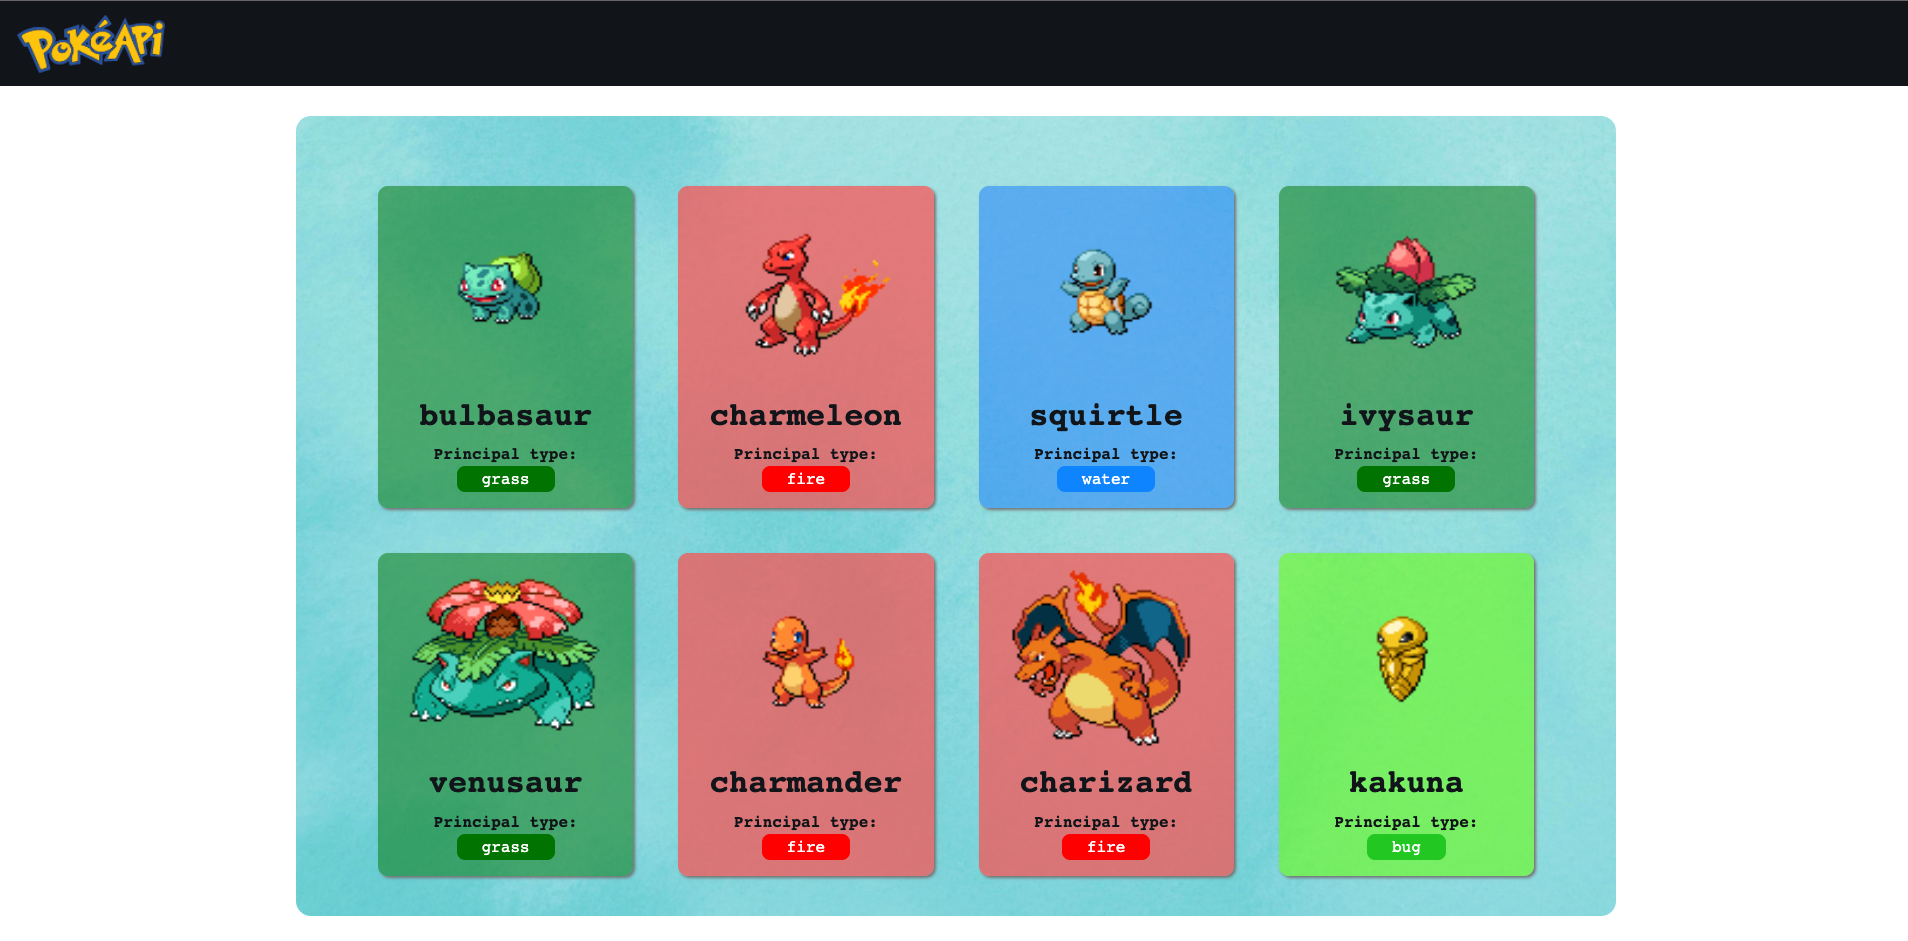 PokéAPi
bulbasaur
Principal type:
grass
charmeleon
Principal type:
fire
squirtle
Principal type:
water
ivysaur
Principal type:
grass
venusaur
Principal type:
grass
charmander
Principal type:
fire
charizard
Principal type:
fire
kakuna
Principal type:
bug